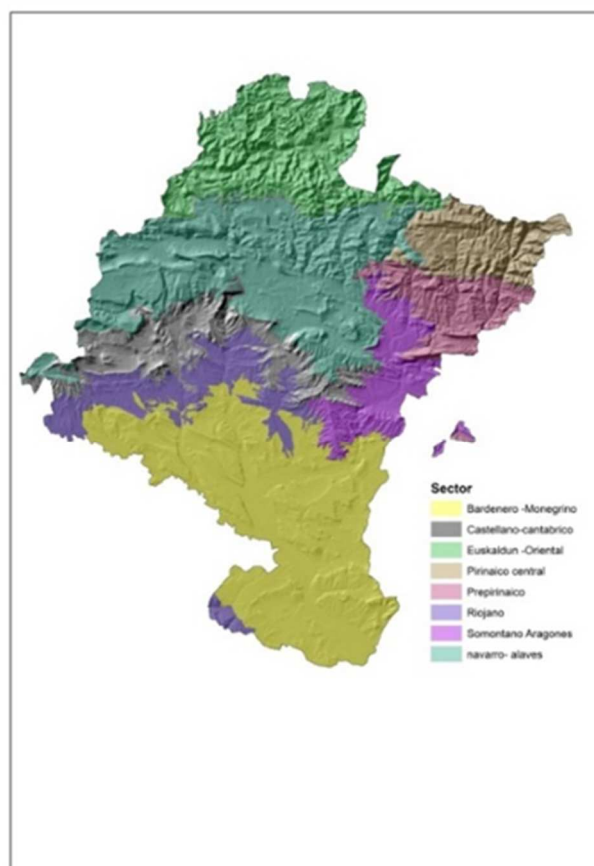 Sector
Bardenero -Monegrino
Castellano-cantabrico
Euskaldun -Oriental
Pirinaico central
Prepirinaico
Riojano
Somontano Aragones
navarro- alaves